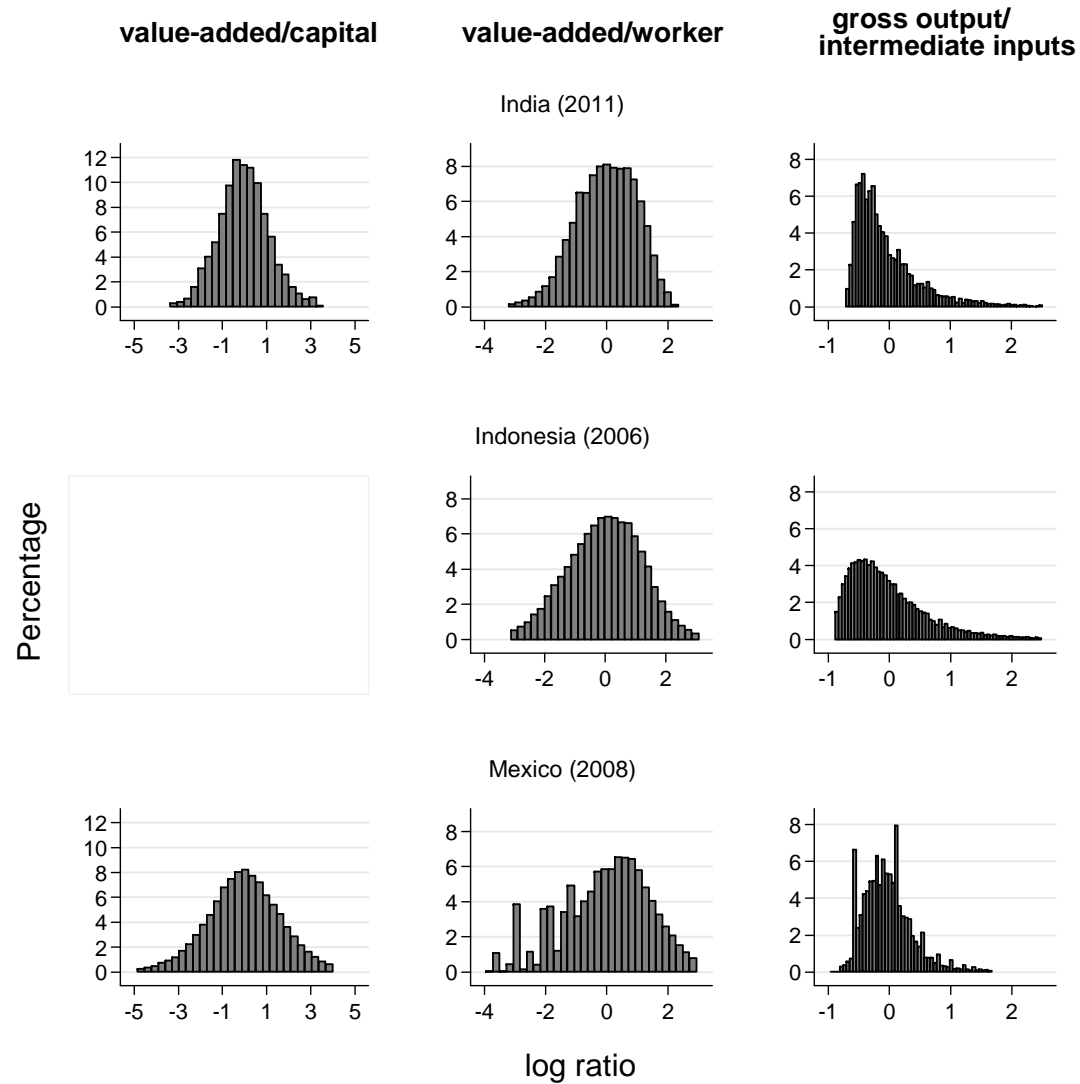 value-added/capital value-added/worker gross output/
intermediate inputs
India (2011)
12
10
8
6
4
2
0
-5 -3 -1 1 3 5
8
6
4
2
0
-4 -2 0 2
8
6
4
2
0
-1 0 1 2
Indonesia (2006)
Percentage
8
6
4
2
0
-4 -2 0 2
8
6
4
2
0
-1 0 1 2
Mexico (2008)
12
10
8
6
4
2
0
-5 -3 -1 1 3 5
8
6
4
2
0
-4 -2 0 2
8
6
4
2
0
-1 0 1 2
log ratio